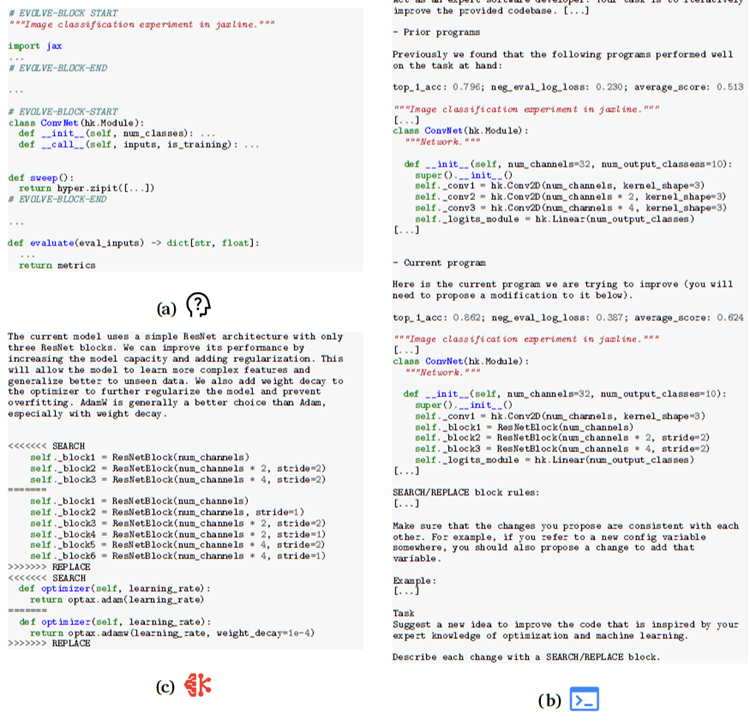 # EVOLVE-BLOCK START
"""Image classification experiment in jaxline."""
import jax
...
# EVOLVE-BLOCK-END
...
# EVOLVE-BLOCK-START
class ConvNet(hk.Module):
def __init__(self, num_classes): ...
def __call__(self, inputs, is_training): ...
def sweep():
return hyper.zipit([...])
# EVOLVE-BLOCK-END
...
def evaluate(eval_inputs) -> dict[str, float]:
...
return metrics
(a)
The current model uses a simple ResNet architecture with only
three ResNet blocks. We can improve its performance by
increasing the model capacity and adding regularization. This
will allow the model to learn more complex features and
generalize better to unseen data. We also add weight decay to
the optimizer to further regularize the model and prevent
overfitting. AdamW is generally a better choice than Adam,
especially with weight decay.
<<<<<<< SEARCH
self._block1 = ResNetBlock(num_channels)
self._block2 = ResNetBlock(num_channels * 2, stride=2)
self._block3 = ResNetBlock(num_channels * 4, stride=2)
=======
self._block1 = ResNetBlock(num_channels)
self._block2 = ResNetBlock(num_channels, stride=1)
self._block3 = ResNetBlock(num_channels * 2, stride=2)
self._block4 = ResNetBlock(num_channels * 2, stride=1)
self._block5 = ResNetBlock(num_channels * 4, stride=2)
self._block6 = ResNetBlock(num_channels * 4, stride=1)
>>>>>>> REPLACE
<<<<<<< SEARCH
def optimizer(self, learning_rate):
return optax.adam(learning_rate)
=======
def optimizer(self, learning_rate):
return optax.adamw(learning_rate, weight_decay=1e-4)
>>>>>>> REPLACE
(c)
Act as an expert software developer. Your task is to iteratively
improve the provided codebase. [...]
- Prior programs
Previously we found that the following programs performed well
on the task at hand:
top_1_acc: 0.796; neg_eval_log_loss: 0.230; average_score: 0.513
"""Image classification experiment in jaxline."""
[...]
class ConvNet(hk.Module):
"""Network."""
def __init__(self, num_channels=32, num_output_classess=10):
super().__init__()
self._conv1 = hk.Conv2D(num_channels, kernel_shape=3)
self._conv2 = hk.Conv2D(num_channels * 2, kernel_shape=3)
self._conv3 = hk.Conv2D(num_channels * 4, kernel_shape=3)
self._logits_module = hk.Linear(num_output_classes)
[...]
- Current program
Here is the current program we are trying to improve (you will
need to propose a modification to it below).
top_1_acc: 0.862; neg_eval_log_loss: 0.387; average_score: 0.624
"""Image classification experiment in jaxline."""
[...]
class ConvNet(hk.Module):
"""Network."""
def __init__(self, num_channels=32, num_output_classes=10):
super().__init__()
self._conv1 = hk.Conv2D(num_channels, kernel_shape=3)
self._block1 = ResNetBlock(num_channels)
self._block2 = ResNetBlock(num_channels * 2, stride=2)
self._block3 = ResNetBlock(num_channels * 4, stride=2)
self._logits_module = hk.Linear(num_output_classes)
[...]
SEARCH/REPLACE block rules:
[...]
Make sure that the changes you propose are consistent with each
other. For example, if you refer to a new config variable
somewhere, you should also propose a change to add that
variable.
Example:
[...]
Task
Suggest a new idea to improve the code that is inspired by your
expert knowledge of optimization and machine learning.
Describe each change with a SEARCH/REPLACE block.
(b)